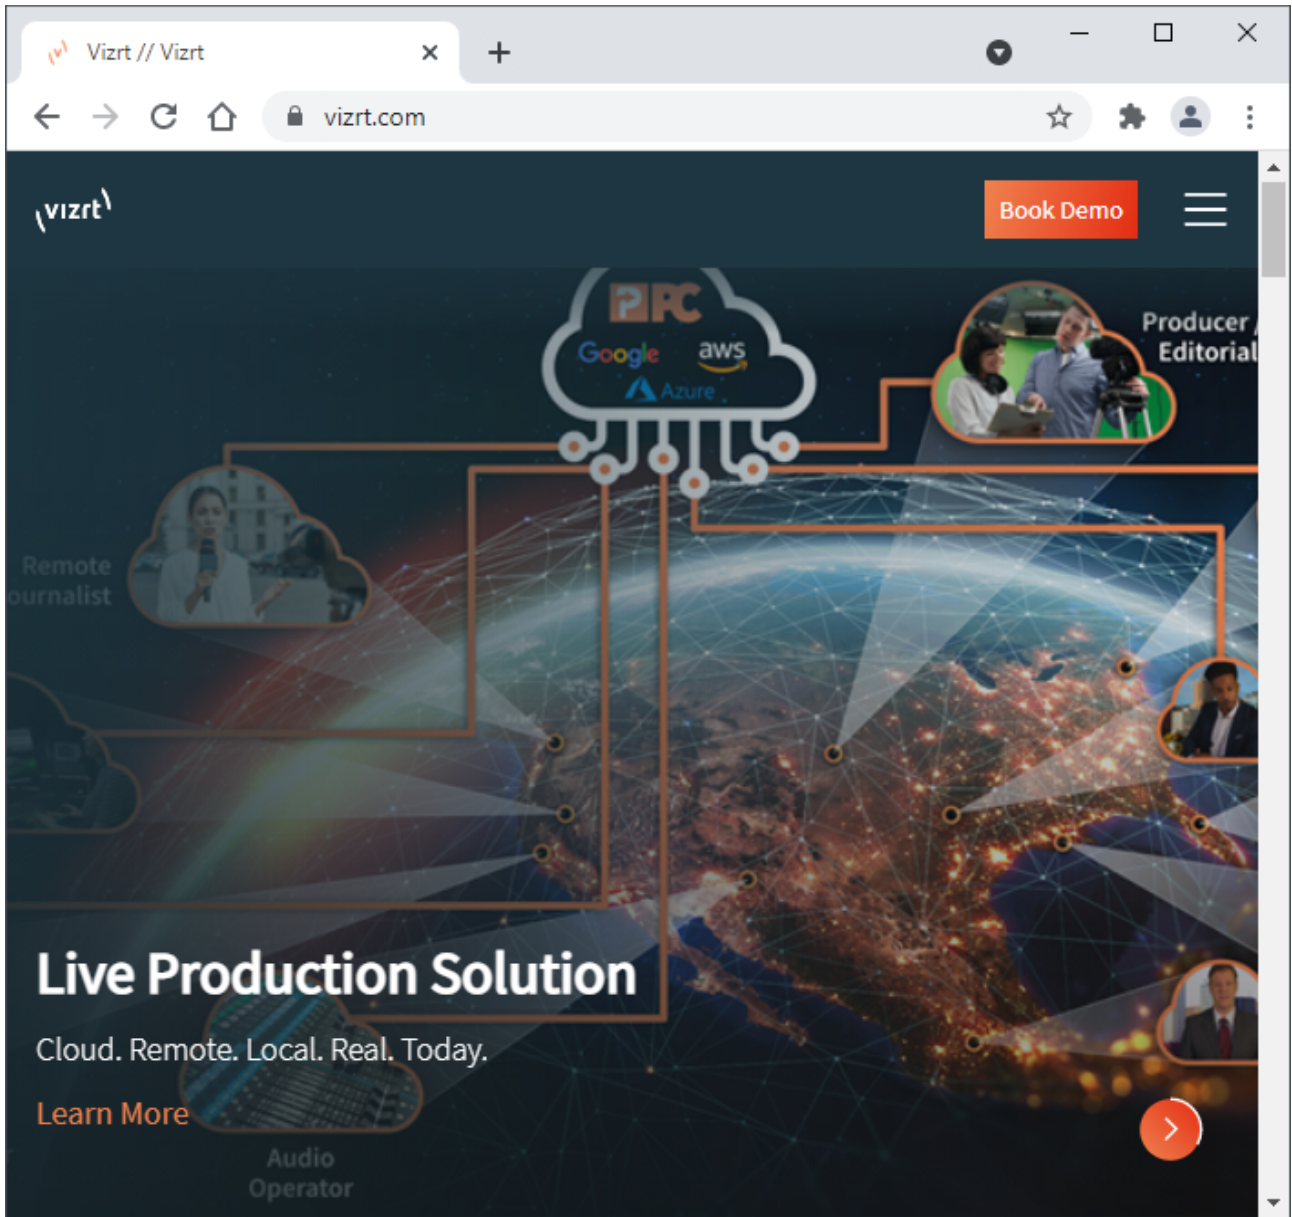 Vizrt // Vizrt
vizrt.com
vizrt
Book Demo
PC
Google aws
Azure
Producer /
Editorial
Remote
ournalist
Live Production Solution
Cloud. Remote. Local. Real. Today.
Learn More
Audio
Operator